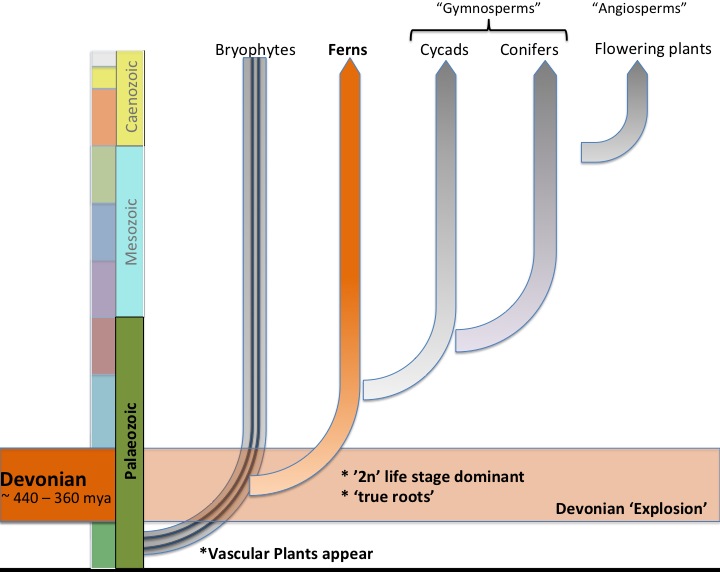 “Gymnosperms”
“Angiosperms”
Bryophytes
Ferns
Cycads
Conifers
Flowering plants
Caenozoic
Mesozoic
Palaeozoic
Devonian
~ 440 – 360 mya
* ’2n’ life stage dominant
* ‘true roots’
Devonian ‘Explosion’
*Vascular Plants appear